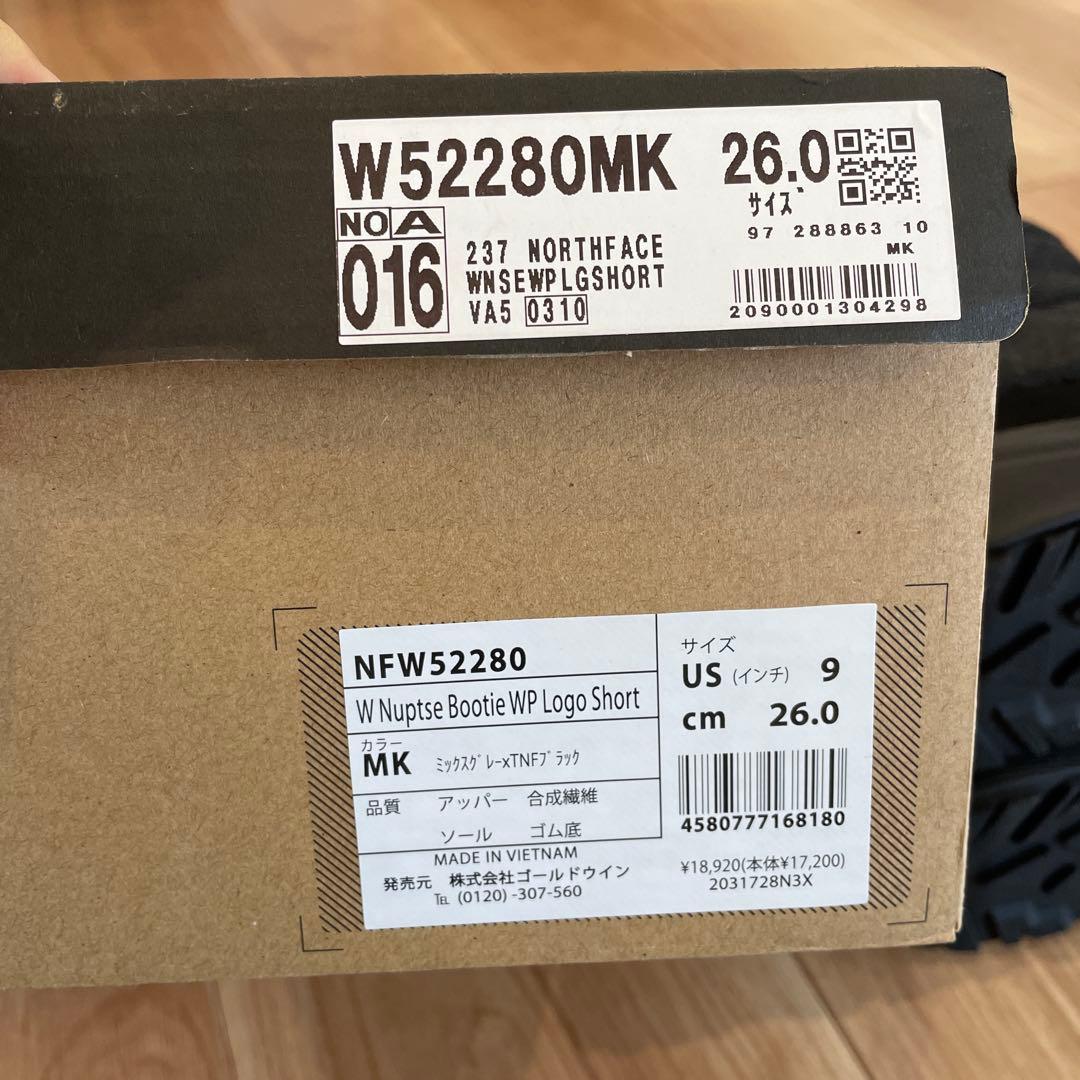 W52280MK 26.0
サイズ
NO A
016
237 NORTHFACE
WNSEWPLGSHORT
VA5 0310
97 288863 10
MK
2090001304298
NFW52280
W Nuptse Bootie WP Logo Short
カラー
MK ﾐｯｸｽｸﾞﾚｰxTNFﾌﾞﾗｯｸ
品質 アッパー 合成繊維
ソール ゴム底
MADE IN VIETNAM
発売元 株式会社ゴールドウイン
TEL (0120) -307-560
サイズ
US (インチ) 9
cm 26.0
4580777168180
¥18,920(本体¥17,200)
2031728N3X